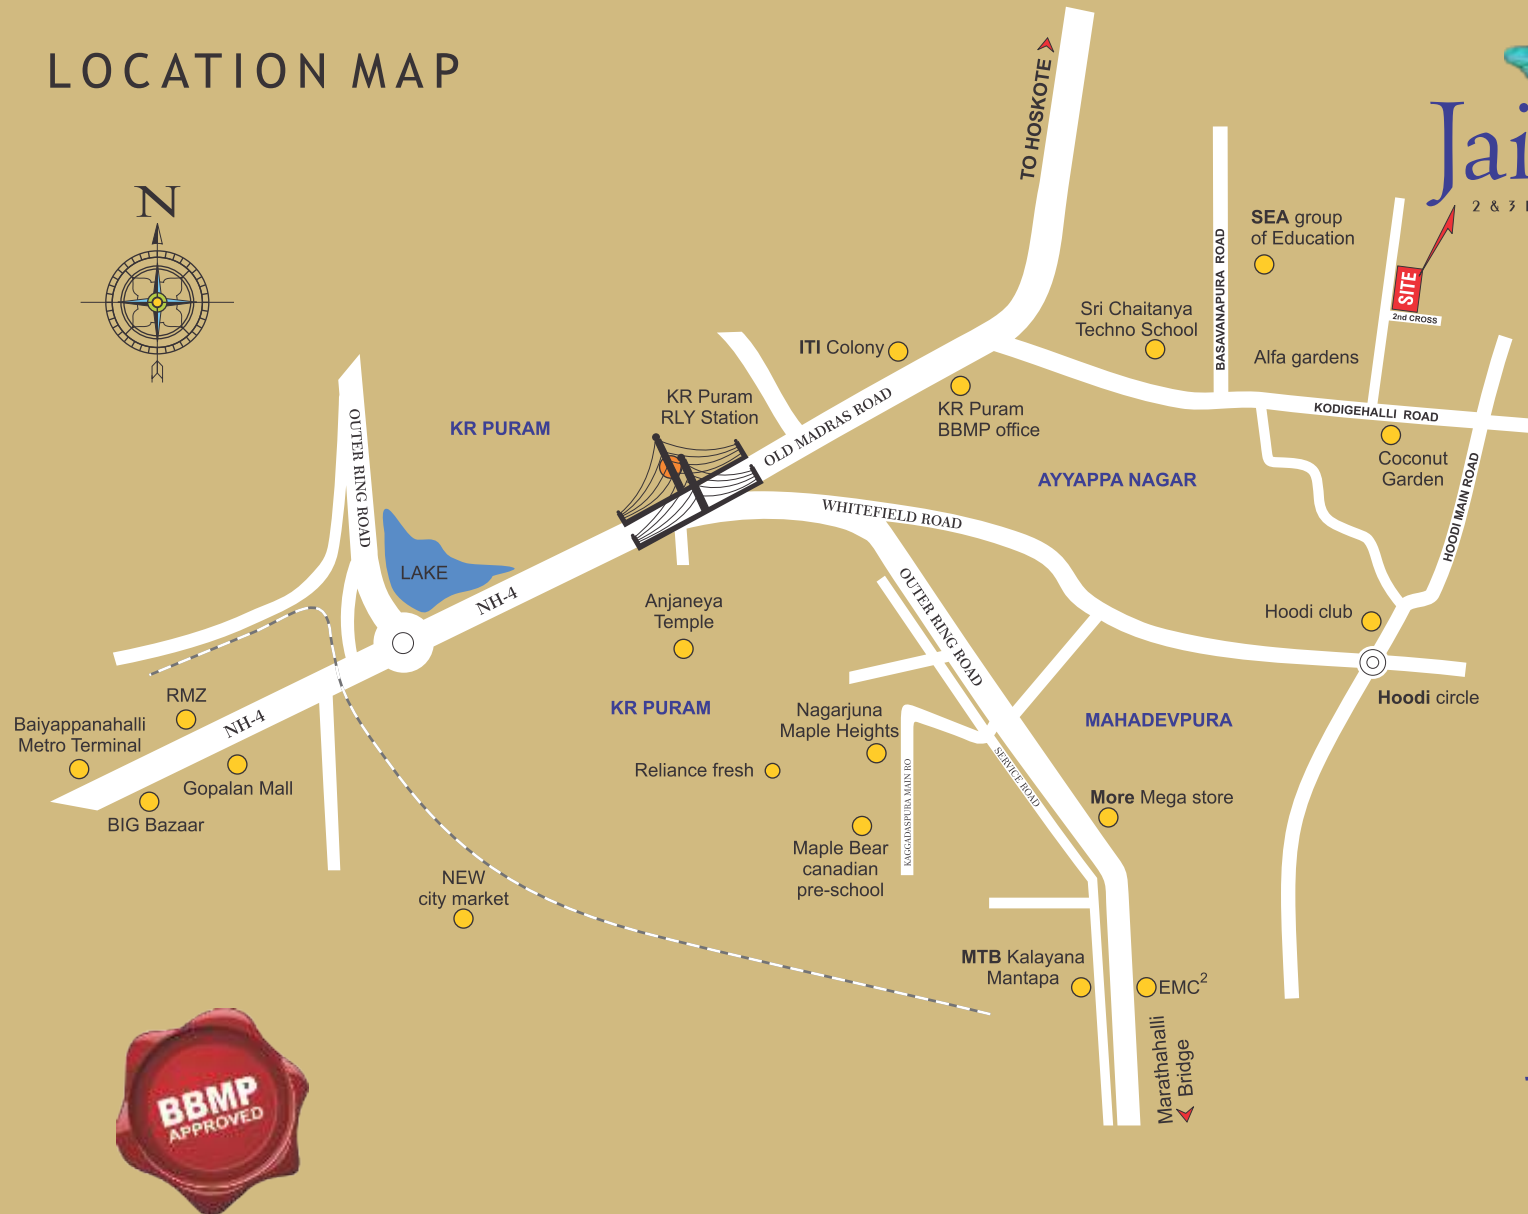 LOCATION MAP
N
TO HOSKOTE
Jai
2 & 3
SEA group
of Education
BASAVANAPURA ROAD
SITE
2nd CROSS
Sri Chaitanya
Techno School
ITI Colony
Alfa gardens
KR Puram
RLY Station
KR Puram
BBMP office
OLD MADRAS ROAD
KODIGEHALLI ROAD
KR PURAM
OUTER RING ROAD
Coconut
Garden
AYYAPPA NAGAR
HOODI MAIN ROAD
WHITEFIELD ROAD
LAKE
NH-4
Anjaneya
Temple
OUTER RING ROAD
Hoodi club
Hoodi circle
RMZ
Baiyappanahalli
Metro Terminal
NH-4
Gopalan Mall
BIG Bazaar
KR PURAM
Nagarjuna
Maple Heights
MAHADEVPURA
Reliance fresh
SERVICE ROAD
KAGGADASPURA MAIN RO
More Mega store
Maple Bear
canadian
pre-school
NEW
city market
MTB Kalayana
Mantapa
EMC2
Marathahalli
Bridge
BBMP
APPROVED